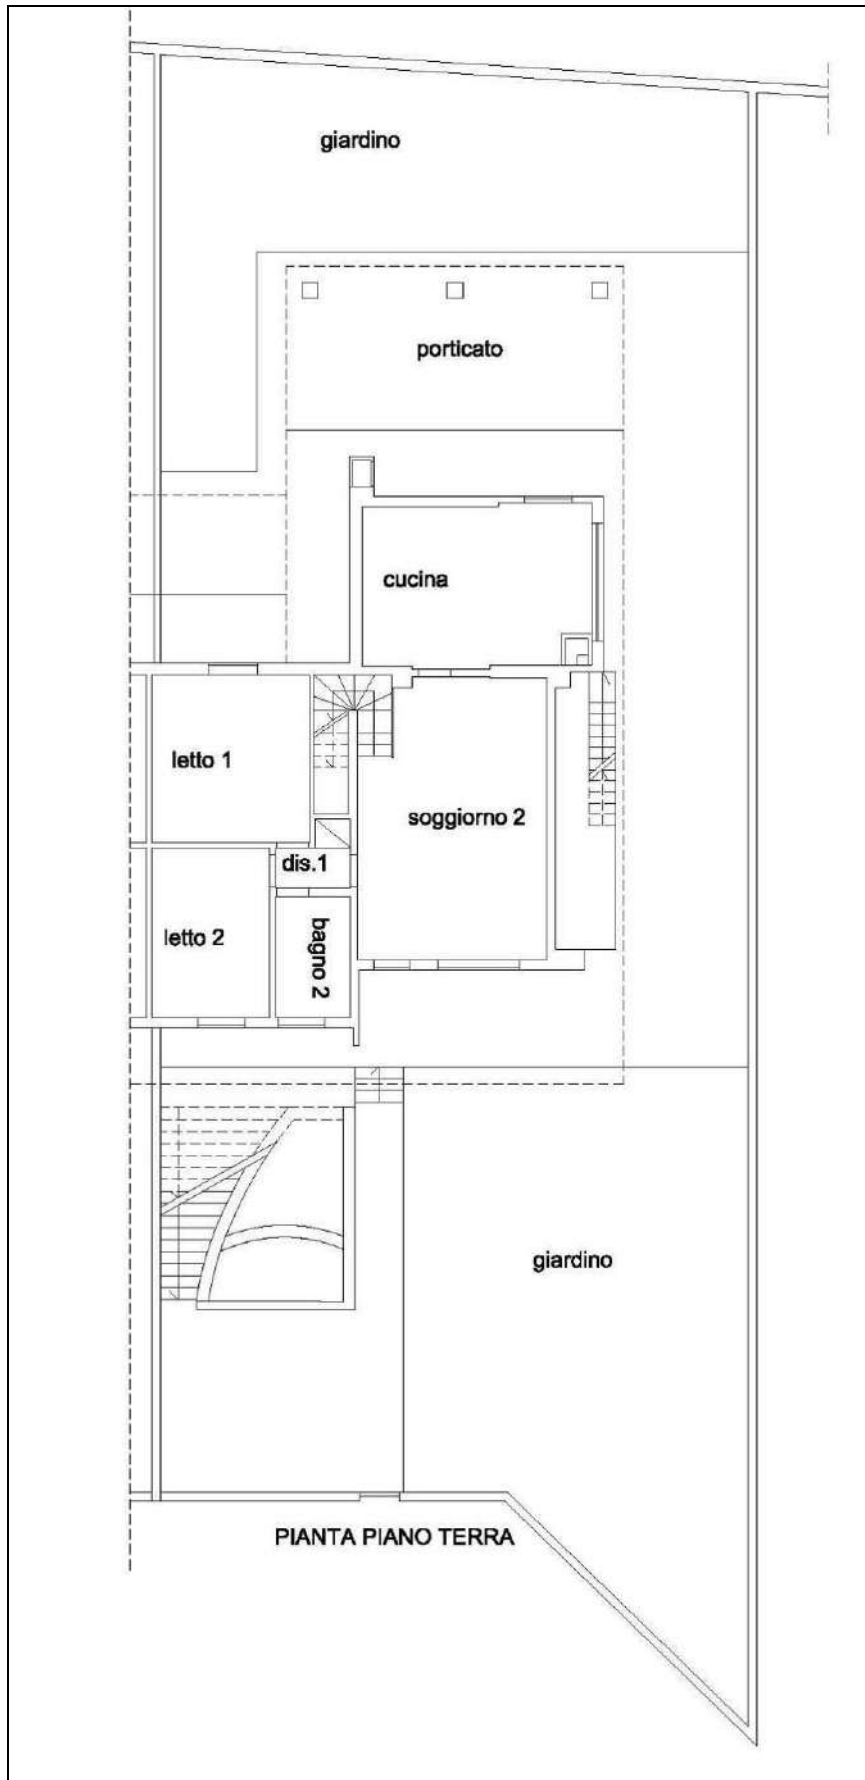 giardino
porticato
cucina
letto 1
soggiorno 2
dis.1
letto 2
bagno 2
giardino
PIANTA PIANO TERRA